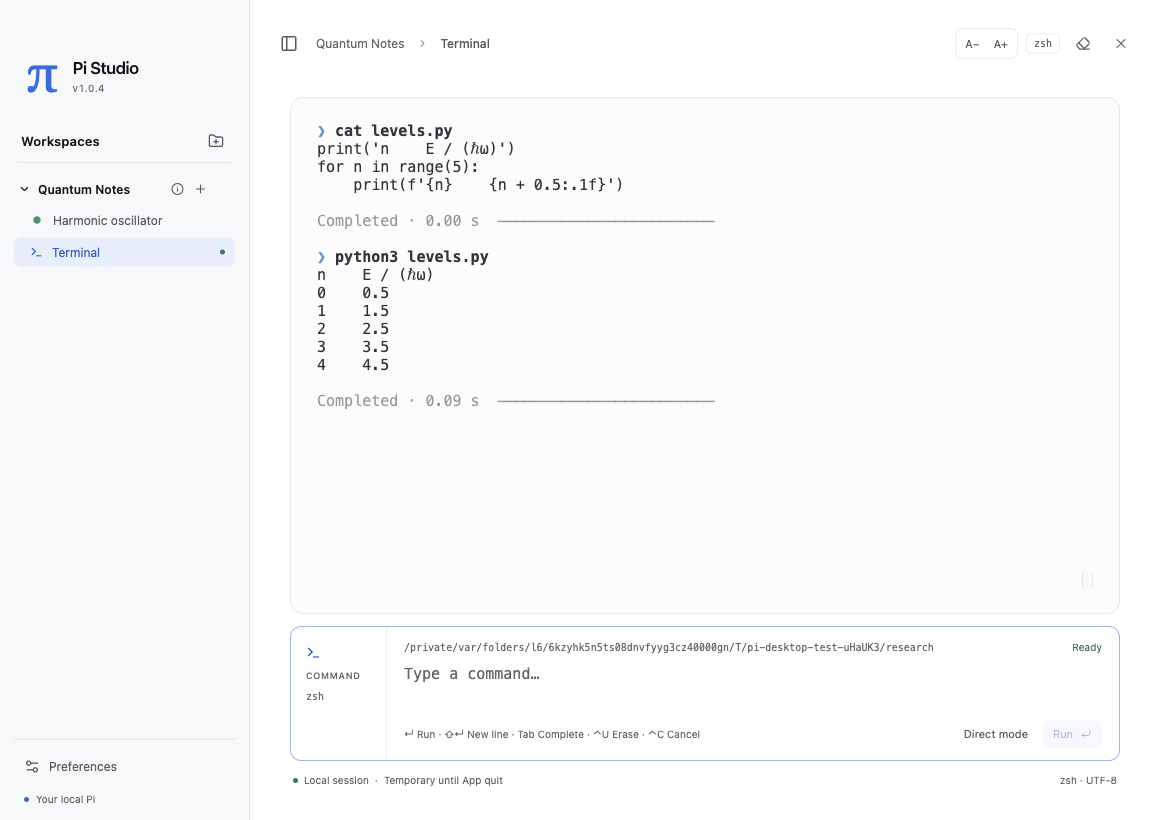 Pi Studio
v1.0.4
Workspaces
Quantum Notes
Harmonic oscillator
>_ Terminal
Preferences
Your local Pi
Quantum Notes > Terminal
A− A+ zsh
❯ cat levels.py
print('n    E / (ℏω)')
for n in range(5):
    print(f'{n}    {n + 0.5:.1f}')
Completed · 0.00 s
❯ python3 levels.py
n    E / (ℏω)
0    0.5
1    1.5
2    2.5
3    3.5
4    4.5
Completed · 0.09 s
>_
COMMAND
zsh
/private/var/folders/l6/6kzyhk5n5ts08dnvfyyg3cz40000gn/T/pi-desktop-test-uHaUK3/research
Ready
Type a command…
↵ Run · ⇧↵ New line · Tab Complete · ^U Erase · ^C Cancel
Direct mode
Run ↵
Local session · Temporary until App quit
zsh · UTF-8